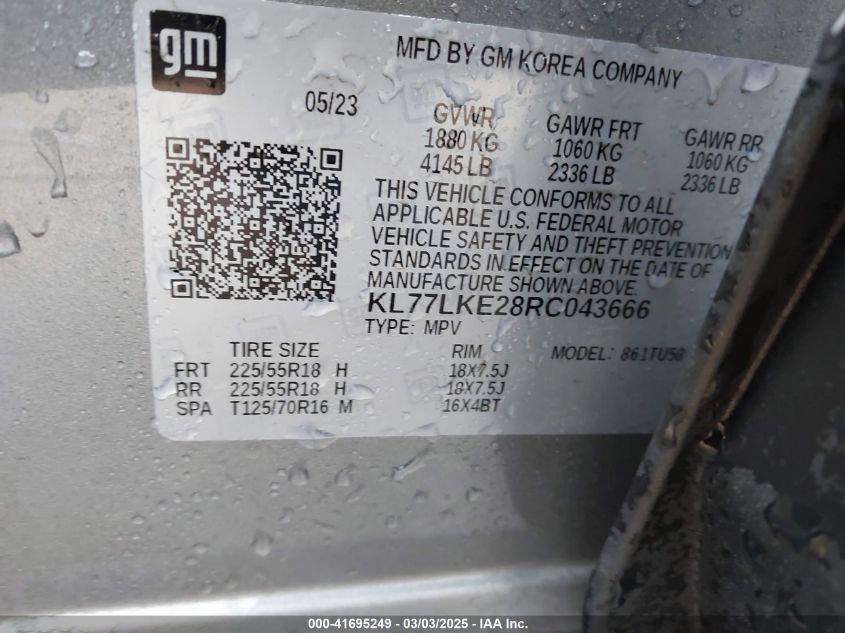 gm
MFD BY GM KOREA COMPANY
05/23
GVWR GAWR FRT GAWR RR
1880 KG 1060 KG 1060 KG
4145 LB 2336 LB 2336 LB
THIS VEHICLE CONFORMS TO ALL
APPLICABLE U.S. FEDERAL MOTOR
VEHICLE SAFETY AND THEFT PREVENTION
STANDARDS IN EFFECT ON THE DATE OF
MANUFACTURE SHOWN ABOVE.
KL77LKE28RC043666
TYPE: MPV
MODEL: 861TU58
TIRE SIZE RIM
FRT 225/55R18 H 18X7.5J
RR 225/55R18 H 18X7.5J
SPA T125/70R16 M 16X4BT
000-41695249 - 03/03/2025 - IAA Inc.